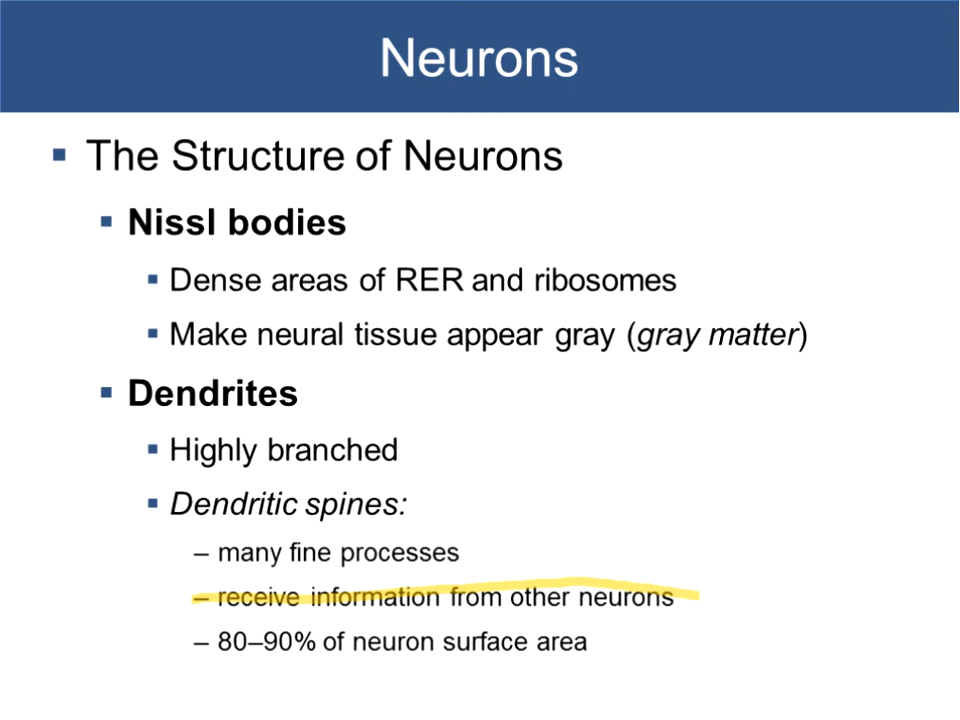 Neurons
The Structure of Neurons
Nissl bodies
Dense areas of RER and ribosomes
Make neural tissue appear gray (gray matter)
Dendrites
Highly branched
Dendritic spines:
– many fine processes
– receive information from other neurons
– 80–90% of neuron surface area